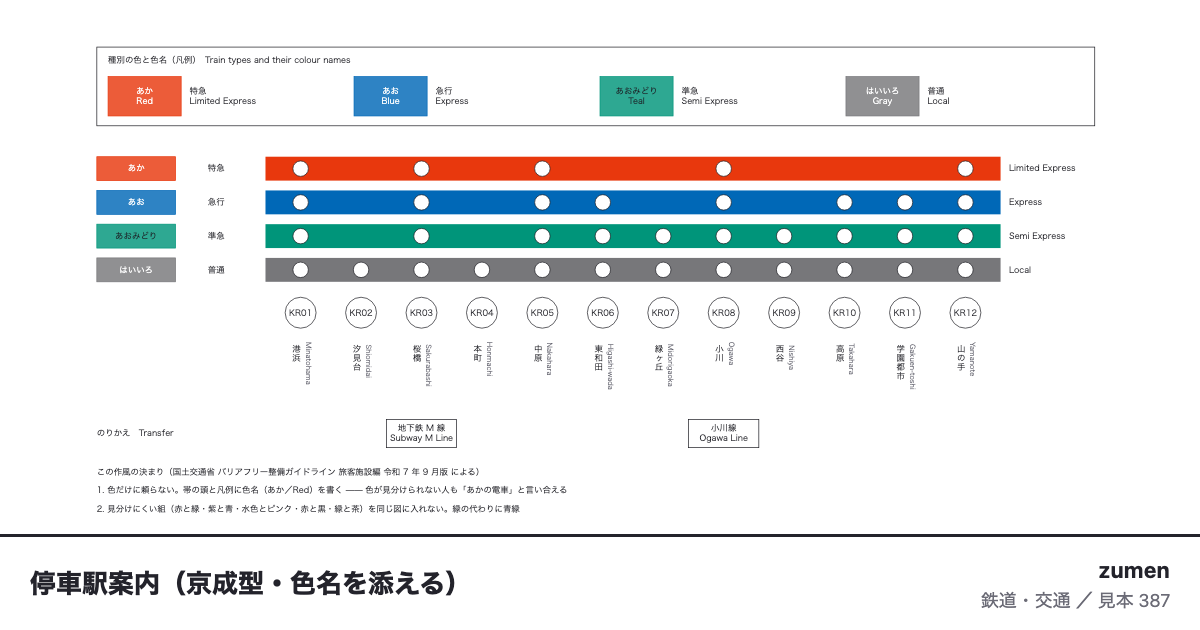 種別の色と色名（凡例） Train types and their colour names
あか
Red
特急
Limited Express
あお
Blue
急行
Express
あおみどり
Teal
準急
Semi Express
はいいろ
Gray
普通
Local
あか 特急 Limited Express
あお 急行 Express
あおみどり 準急 Semi Express
はいいろ 普通 Local
KR01 KR02 KR03 KR04 KR05 KR06 KR07 KR08 KR09 KR10 KR11 KR12
港浜 Minatohama
汐見台 Shiomidai
桜橋 Sakurabashi
本町 Honmachi
中原 Nakahara
東和田 Higashi-wada
緑ヶ丘 Midorigaoka
小川 Ogawa
西谷 Nishiya
高原 Takahara
学園都市 Gakuen-toshi
山の手 Yamanote
のりかえ Transfer
地下鉄 M 線
Subway M Line
小川線
Ogawa Line
この作風の決まり（国土交通省 バリアフリー整備ガイドライン 旅客施設編 令和 7 年 9 月版 による）
1. 色だけに頼らない。帯の頭と凡例に色名（あか／Red）を書く —— 色が見分けられない人も「あかの電車」と言い合える
2. 見分けにくい組（赤と緑・紫と青・水色とピンク・赤と黒・緑と茶）を同じ図に入れない。緑の代わりに青緑
停車駅案内（京成型・色名を添える）
zumen
鉄道・交通 ／ 見本 387